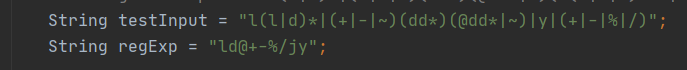 String testInput = "l(l|d)*|(+|-|~)(dd*)(@dd*|~)|y|(+|-|%|/)";
String regExp = "ld@+-%/jy";